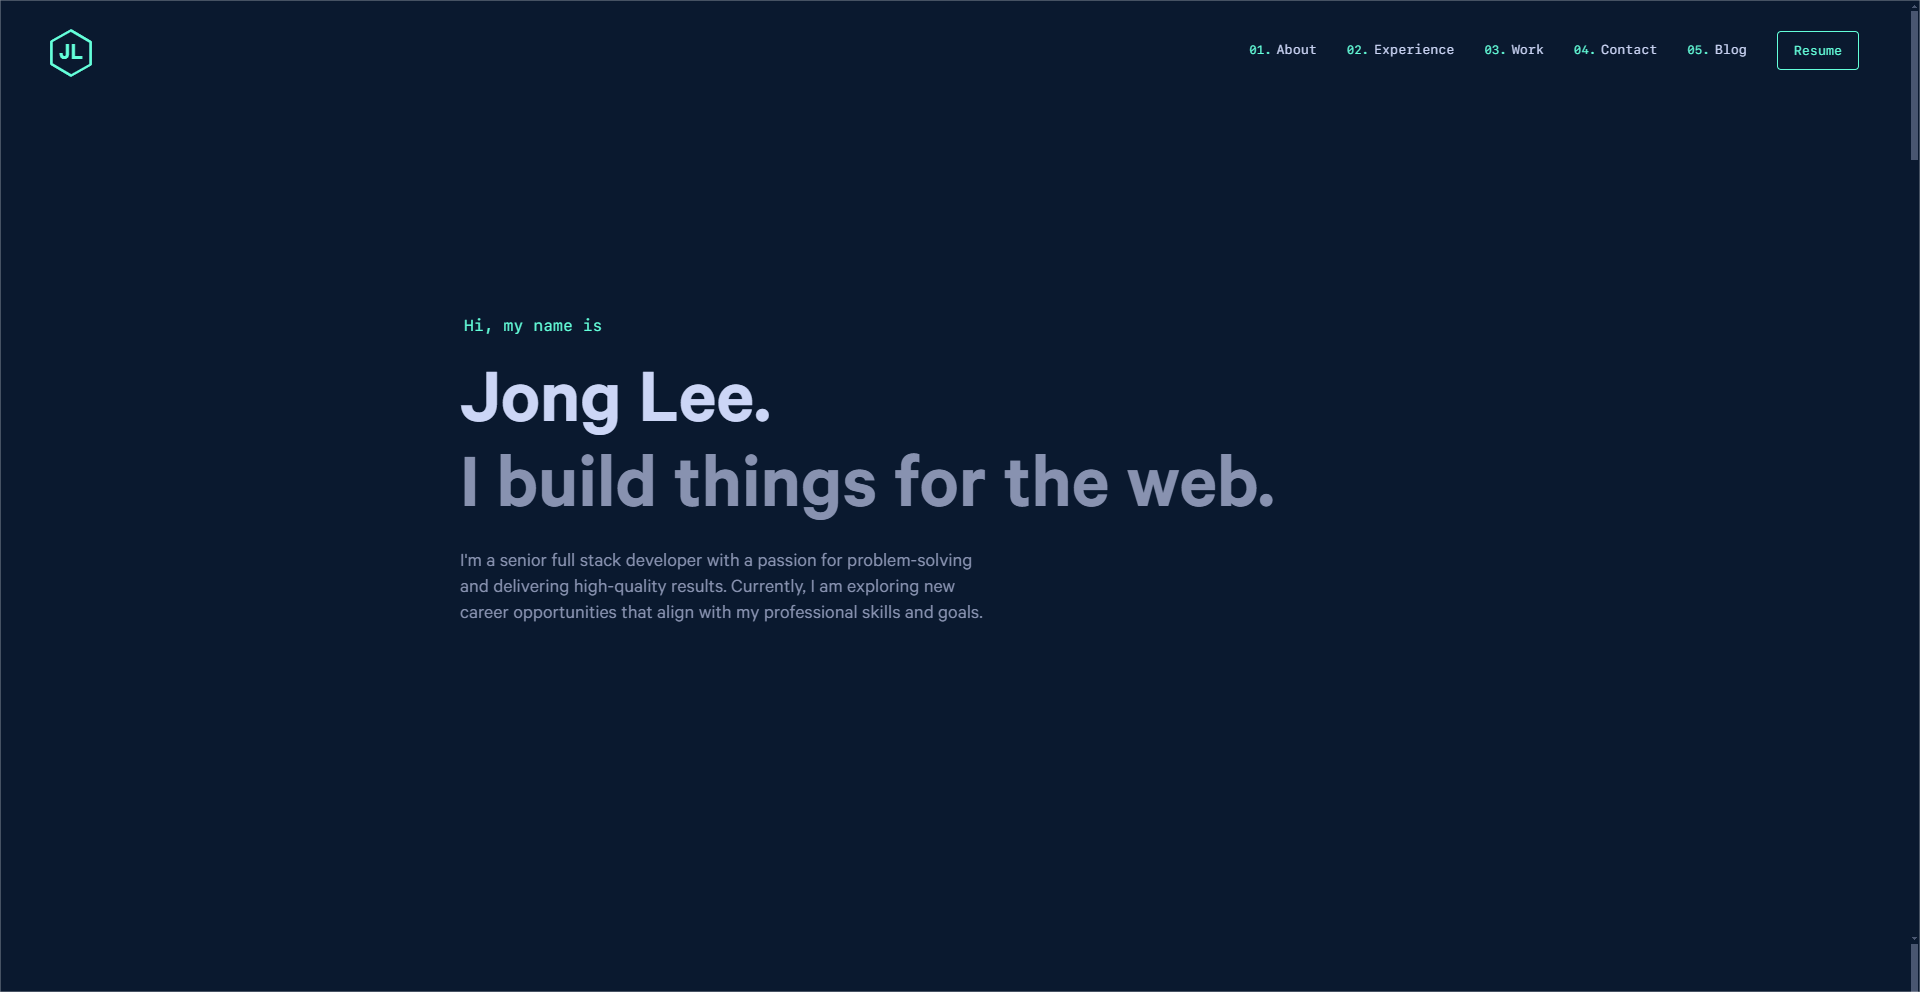 JL
01. About 02. Experience 03. Work 04. Contact 05. Blog Resume
Hi, my name is
Jong Lee.
I build things for the web.
I'm a senior full stack developer with a passion for problem-solving
and delivering high-quality results. Currently, I am exploring new
career opportunities that align with my professional skills and goals.